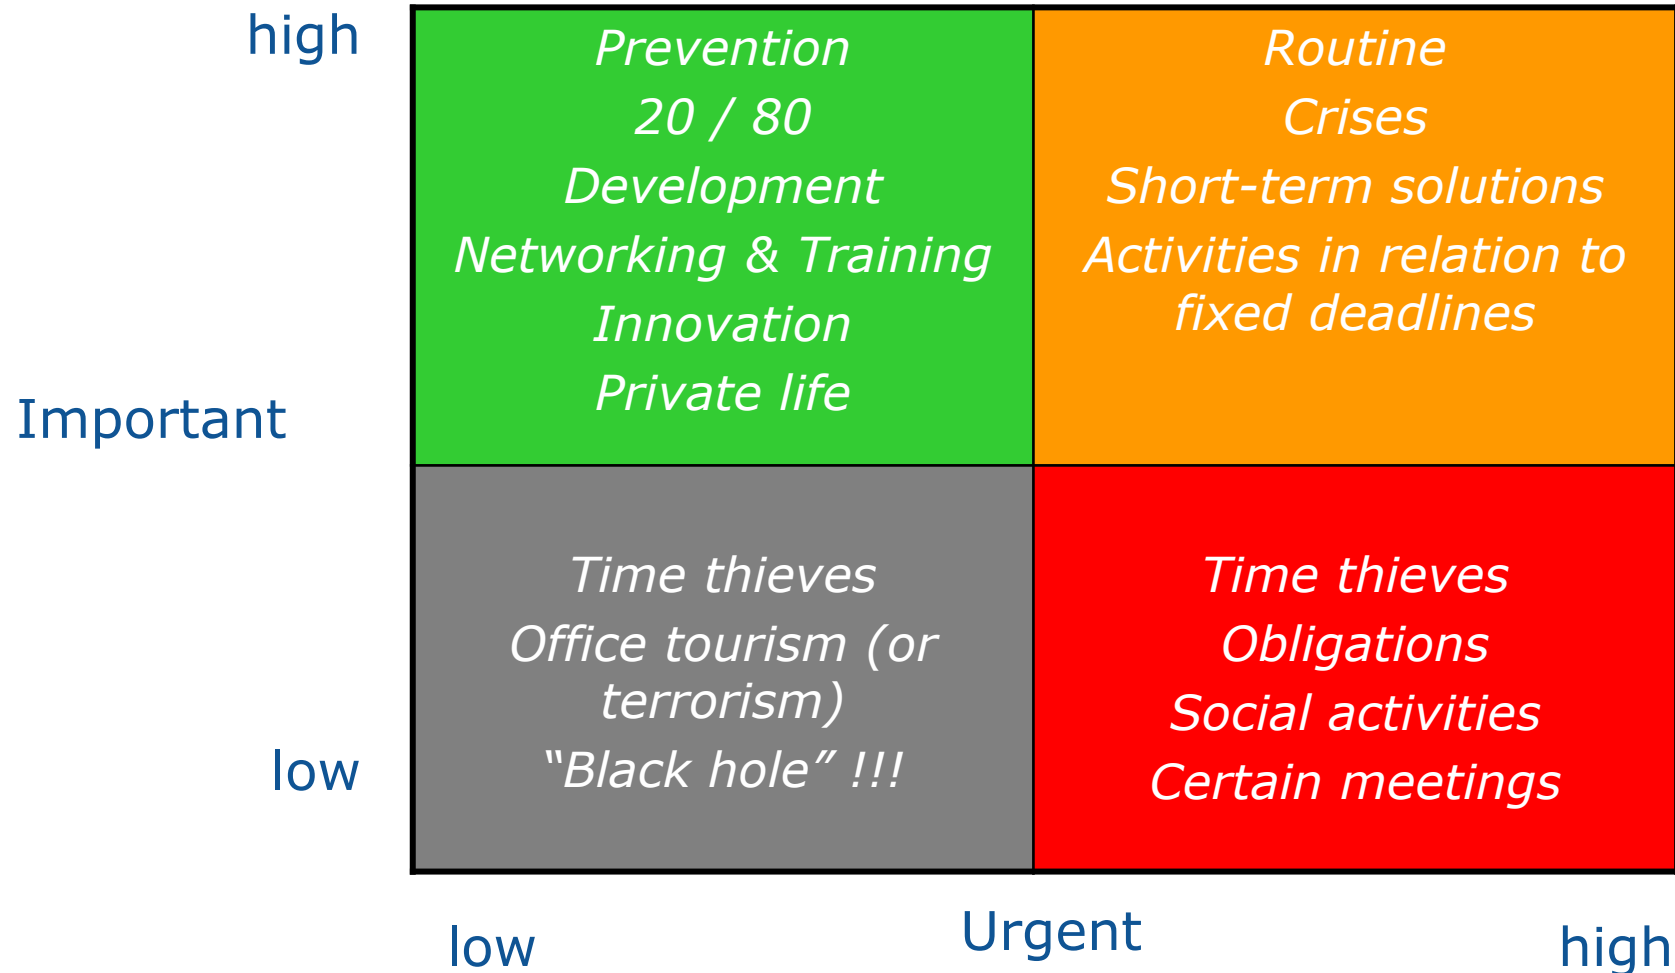 high
Prevention
20 / 80
Development
Networking & Training
Innovation
Private life
Routine
Crises
Short-term solutions
Activities in relation to
fixed deadlines
Important
Time thieves
Office tourism (or
terrorism)
“Black hole” !!!
Time thieves
Obligations
Social activities
Certain meetings
low
low
Urgent
high